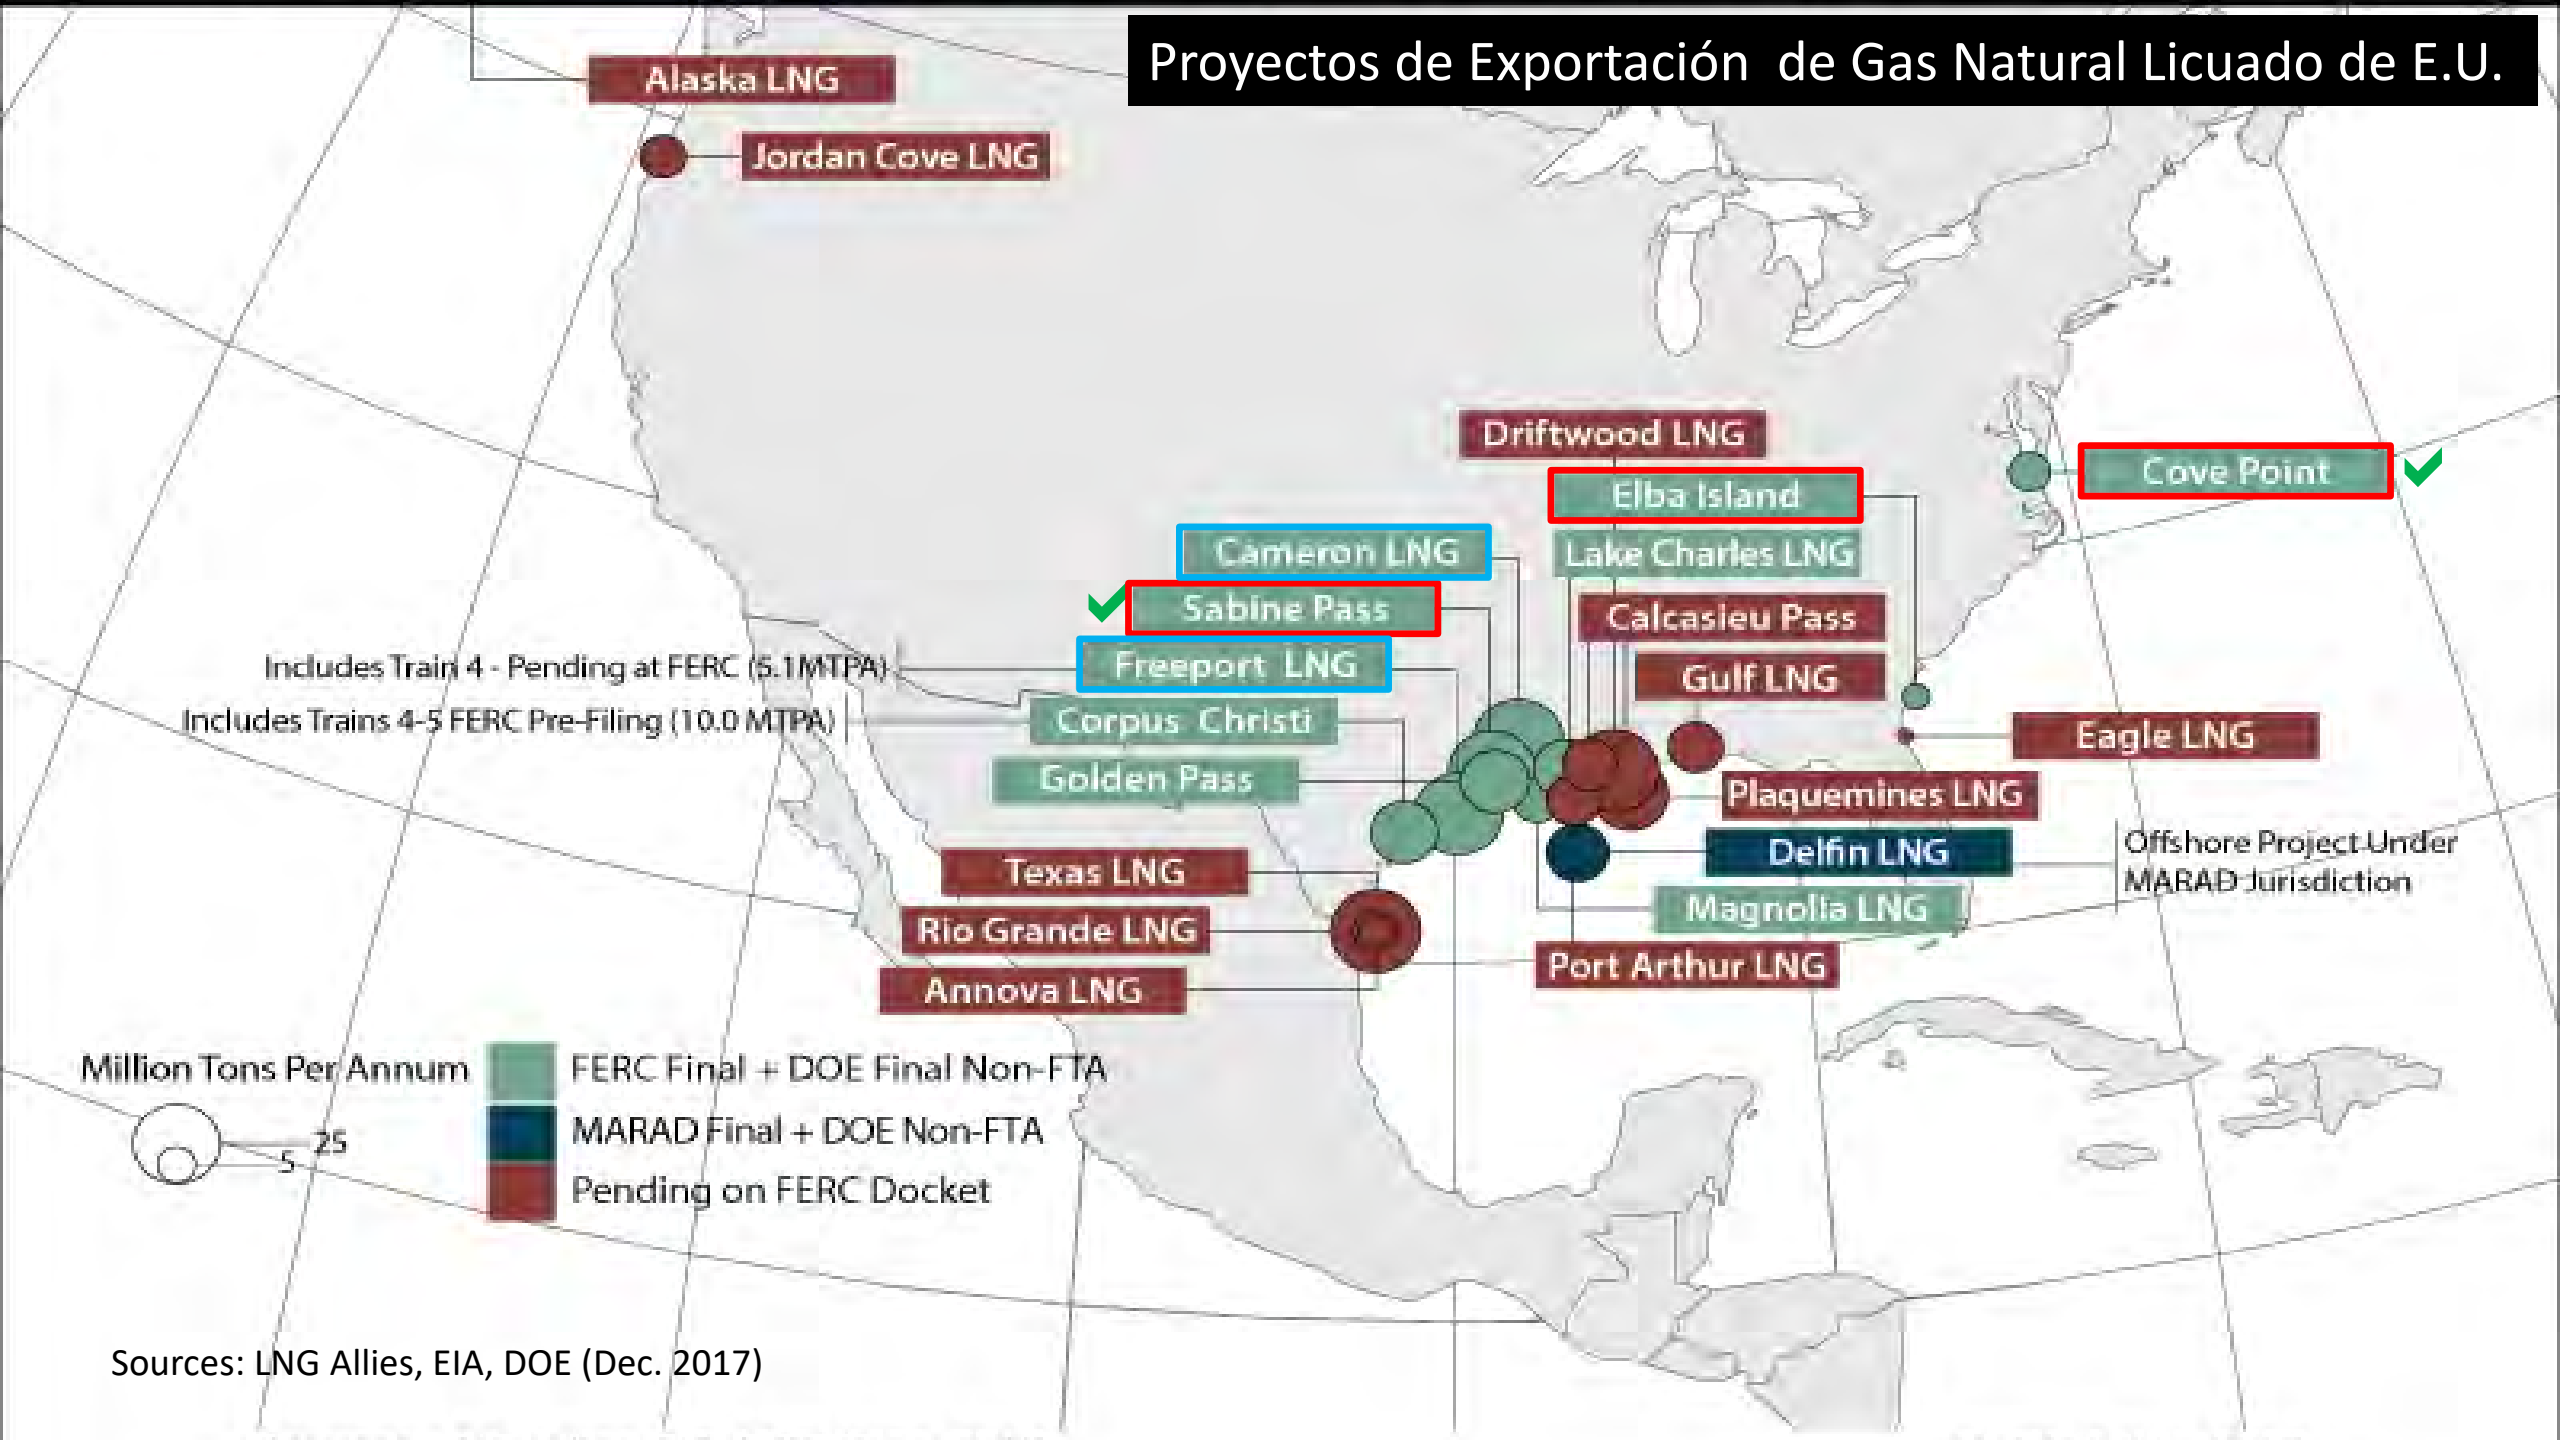 Proyectos de Exportación  de Gas Natural Licuado de E.U.
Alaska LNG
Jordan Cove LNG
Driftwood LNG
Cove Point
Elba Island
Cameron LNG
Lake Charles LNG
Sabine Pass
Calcasieu Pass
Includes Train 4 - Pending at FERC (5.1MTPA)
Freeport LNG
Gulf LNG
Includes Trains 4-5 FERC Pre-Filing (10.0 MTPA)
Corpus Christi
Eagle LNG
Golden Pass
Plaquemines LNG
Delfin LNG
Offshore Project Under
MARAD Jurisdiction
Texas LNG
Magnolia LNG
Rio Grande LNG
Port Arthur LNG
Annova LNG
Million Tons Per Annum
25
5
FERC Final + DOE Final Non-FTA
MARAD Final + DOE Non-FTA
Pending on FERC Docket
Sources: LNG Allies, EIA, DOE (Dec. 2017)